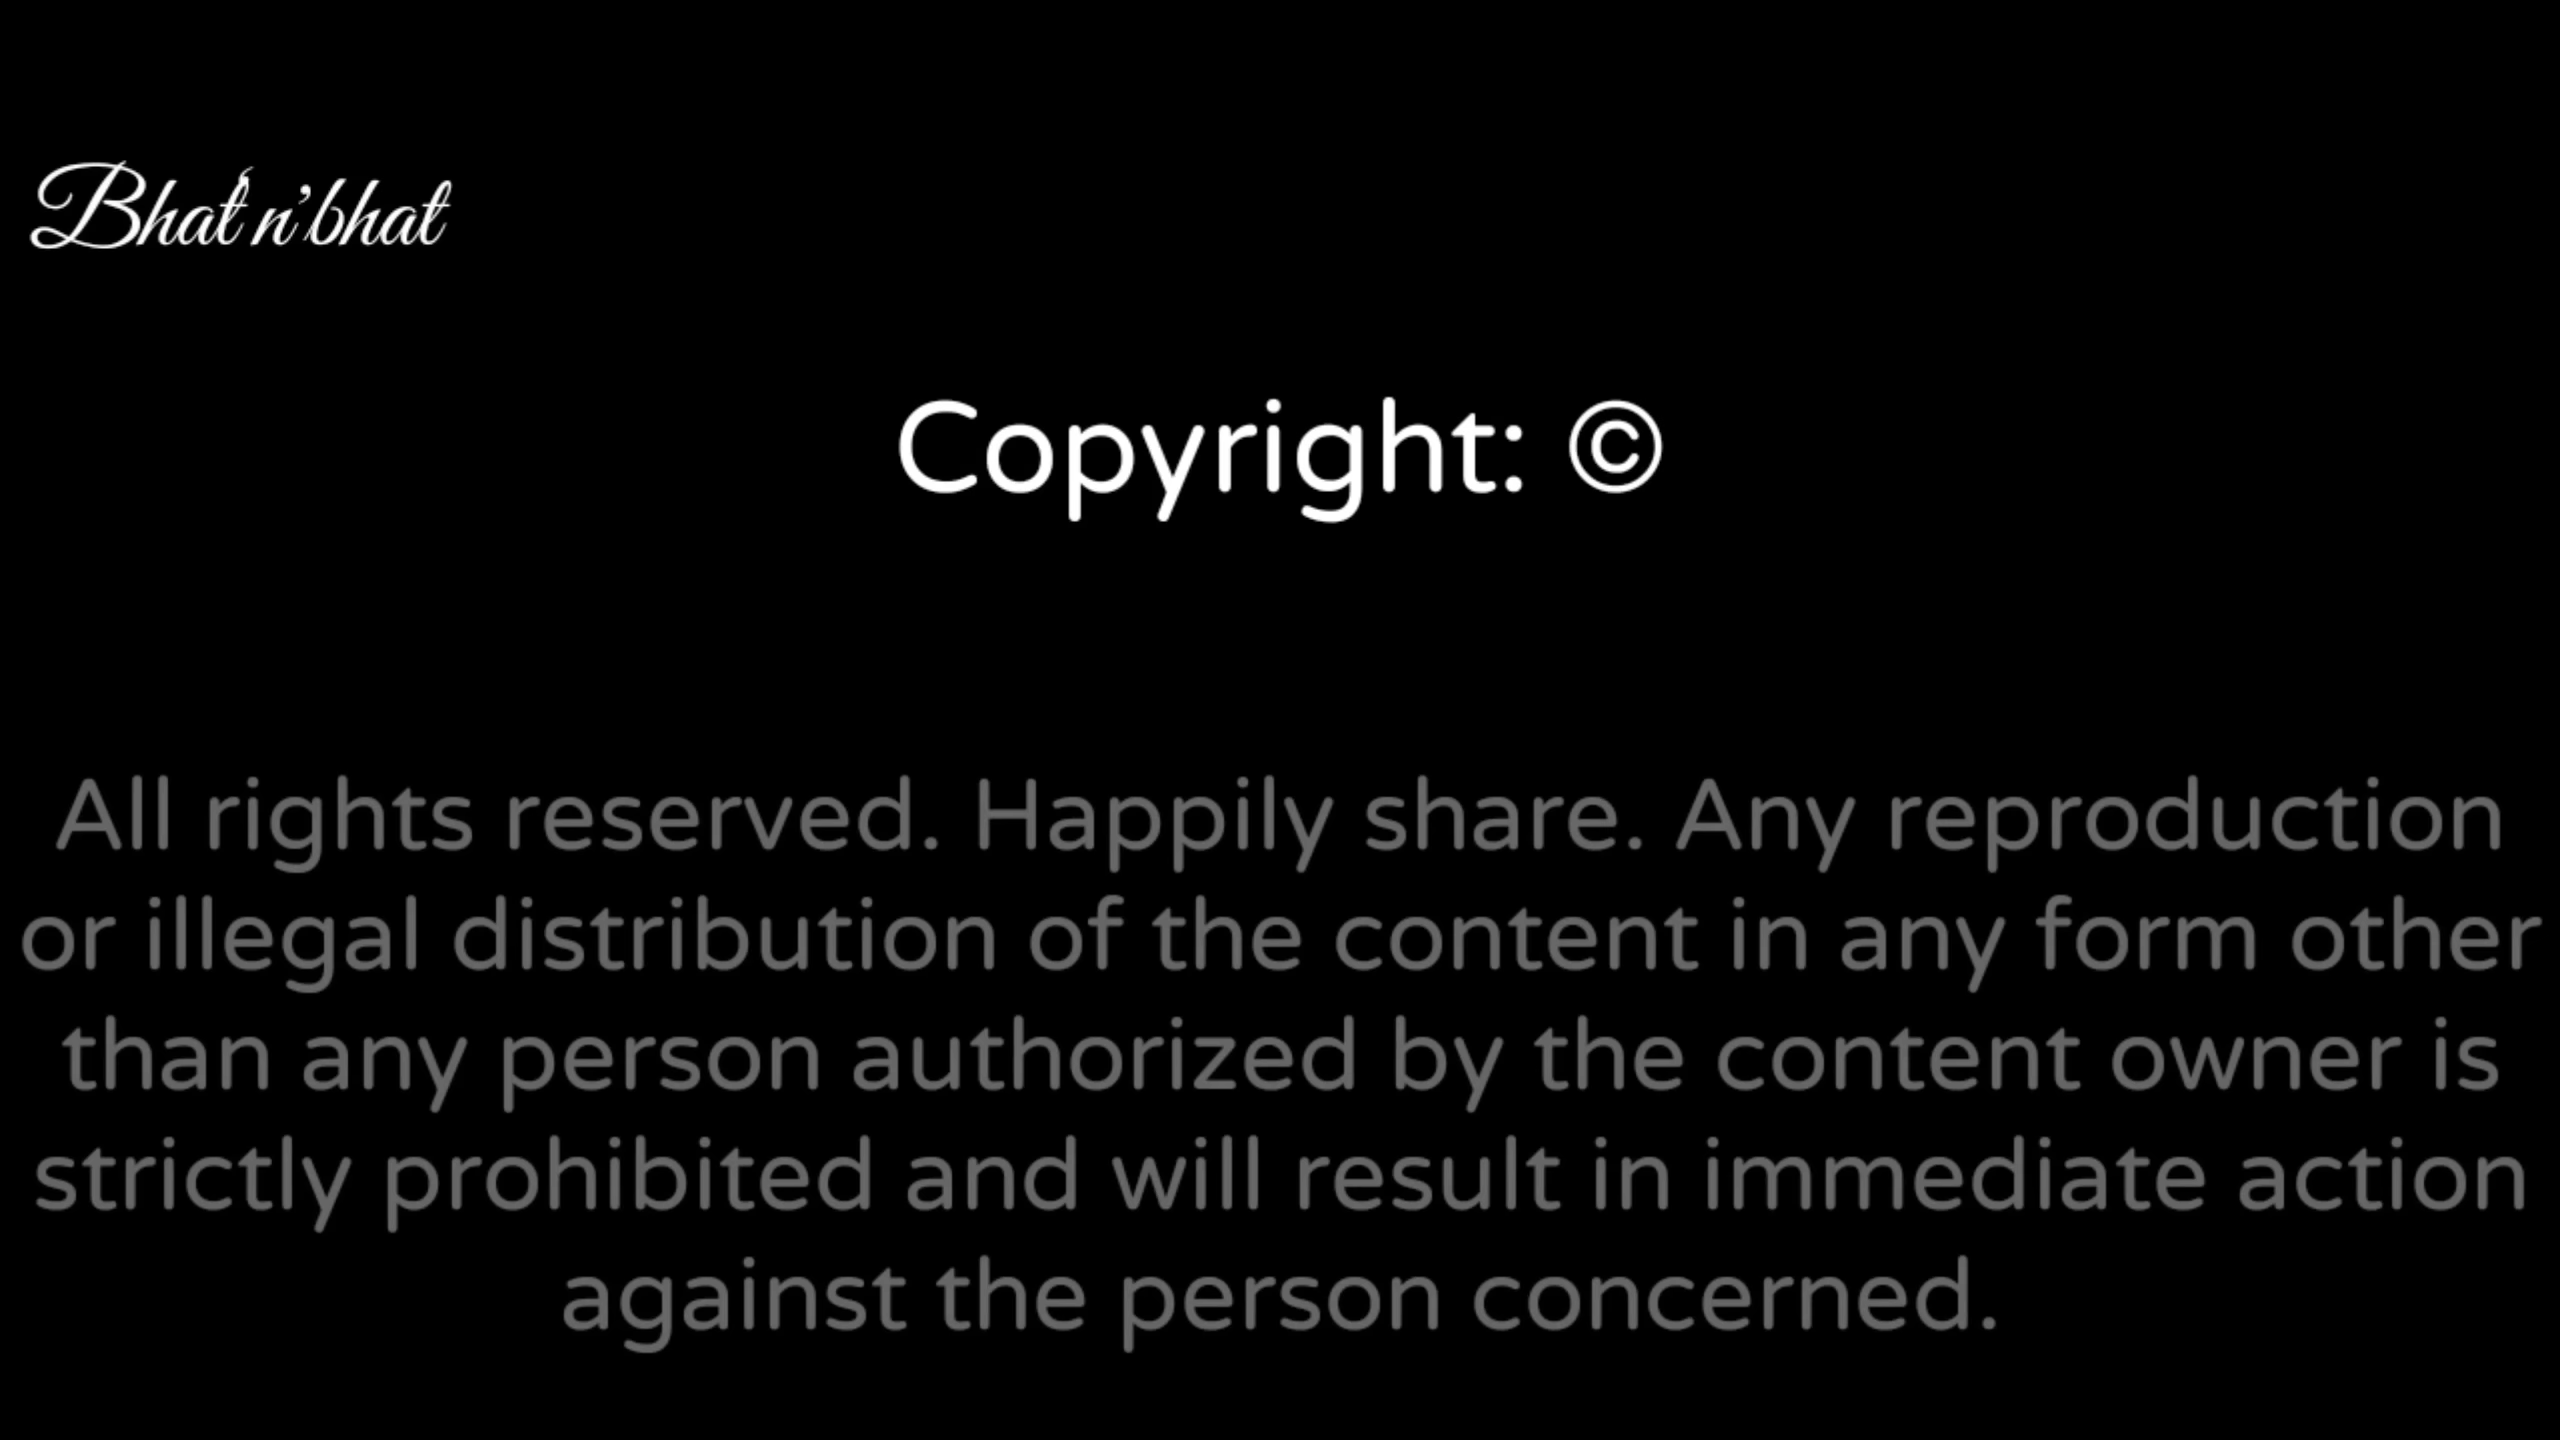 Bhat'n'bhat
Copyright: ©
All rights reserved. Happily share. Any reproduction
or illegal distribution of the content in any form other
than any person authorized by the content owner is
strictly prohibited and will result in immediate action
against the person concerned.